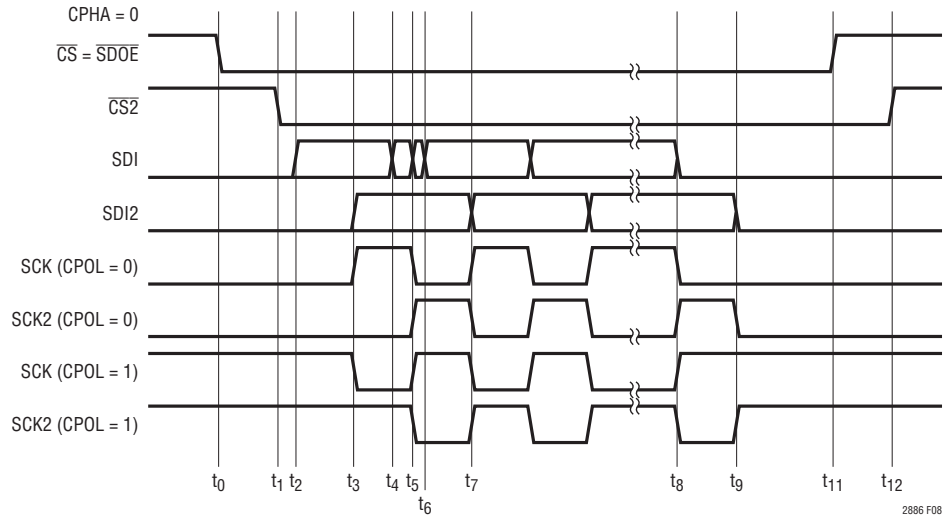 CPHA = 0
CS = SDOE
CS2
SDI
SDI2
SCK (CPOL = 0)
SCK2 (CPOL = 0)
SCK (CPOL = 1)
SCK2 (CPOL = 1)
t0 t1 t2 t3 t4 t5 t6 t7 t8 t9 t11 t12
2886 F08